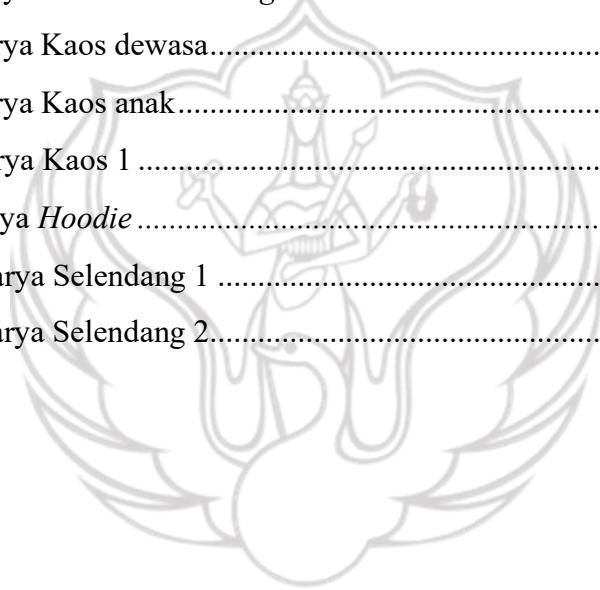 rya Kaos dewasa..........................................................
rya Kaos anak..............................................................
rya Kaos 1 ...................................................................
ya Hoodie ....................................................................
arya Selendang 1 ..........................................................
arya Selendang 2...........................................................